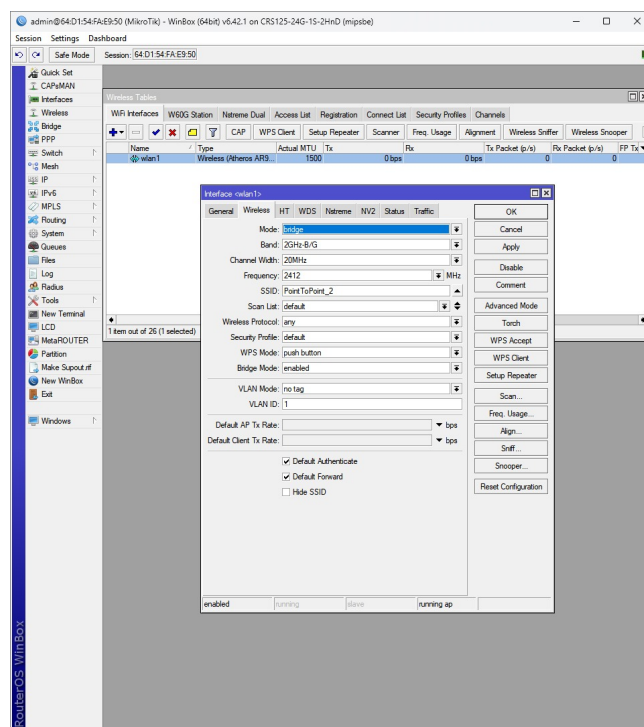 admin@64:D1:54:FA:E9:50 (MikroTik) - WinBox (64bit) v6.42.1 on CRS125-24G-1S-2HnD (mipsbe)
Session Settings Dashboard
Safe Mode Session: 64:D1:54:FA:E9:50
Quick Set
CAPsMAN
Interfaces
Wireless
Bridge
PPP
Switch
Mesh
IP
IPv6
MPLS
Routing
System
Queues
Files
Log
Radius
Tools
New Terminal
LCD
MetaROUTER
Partition
Make Supout.rif
New WinBox
Exit
Windows
RouterOS WinBox
Wireless Tables
WiFi Interfaces W60G Station Nstreme Dual Access List Registration Connect List Security Profiles Channels
CAP WPS Client Setup Repeater Scanner Freq. Usage Alignment Wireless Sniffer Wireless Snooper
Name Type Actual MTU Tx Rx Tx Packet (p/s) Rx Packet (p/s) FP Tx
wlan1 Wireless (Atheros AR9... 1500 0 bps 0 bps 0 0
1 item out of 26 (1 selected)
Interface <wlan1>
General Wireless HT WDS Nstreme NV2 Status Traffic
Mode: bridge
Band: 2GHz-B/G
Channel Width: 20MHz
Frequency: 2412 MHz
SSID: PointToPoint_2
Scan List: default
Wireless Protocol: any
Security Profile: default
WPS Mode: push button
Bridge Mode: enabled
VLAN Mode: no tag
VLAN ID: 1
Default AP Tx Rate: bps
Default Client Tx Rate: bps
Default Authenticate
Default Forward
Hide SSID
OK
Cancel
Apply
Disable
Comment
Advanced Mode
Torch
WPS Accept
WPS Client
Setup Repeater
Scan...
Freq. Usage...
Align...
Sniff...
Snooper...
Reset Configuration
enabled running slave running ap